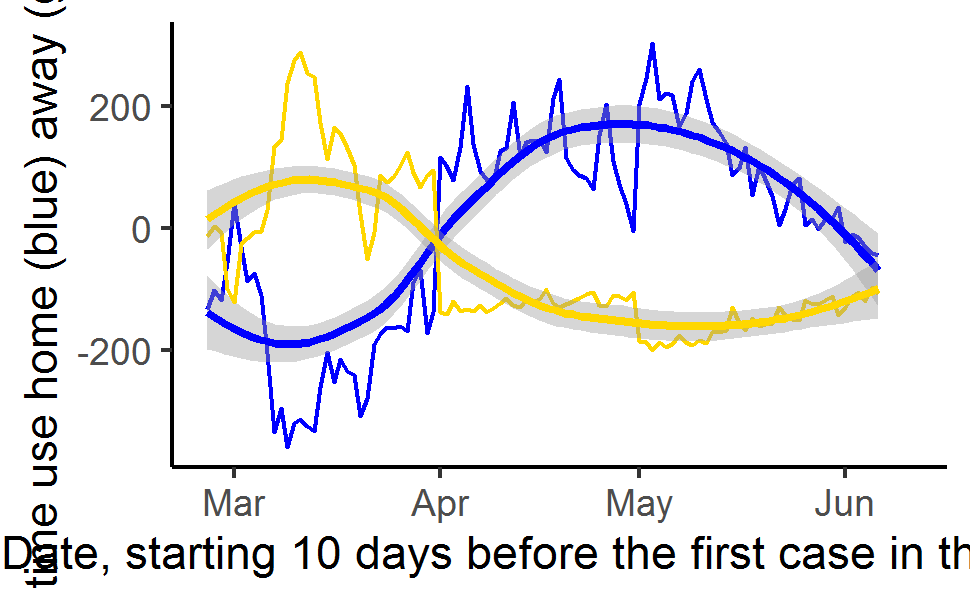 time use home (blue) away (
200
0
-200
Mar Apr May Jun
Date, starting 10 days before the first case in th